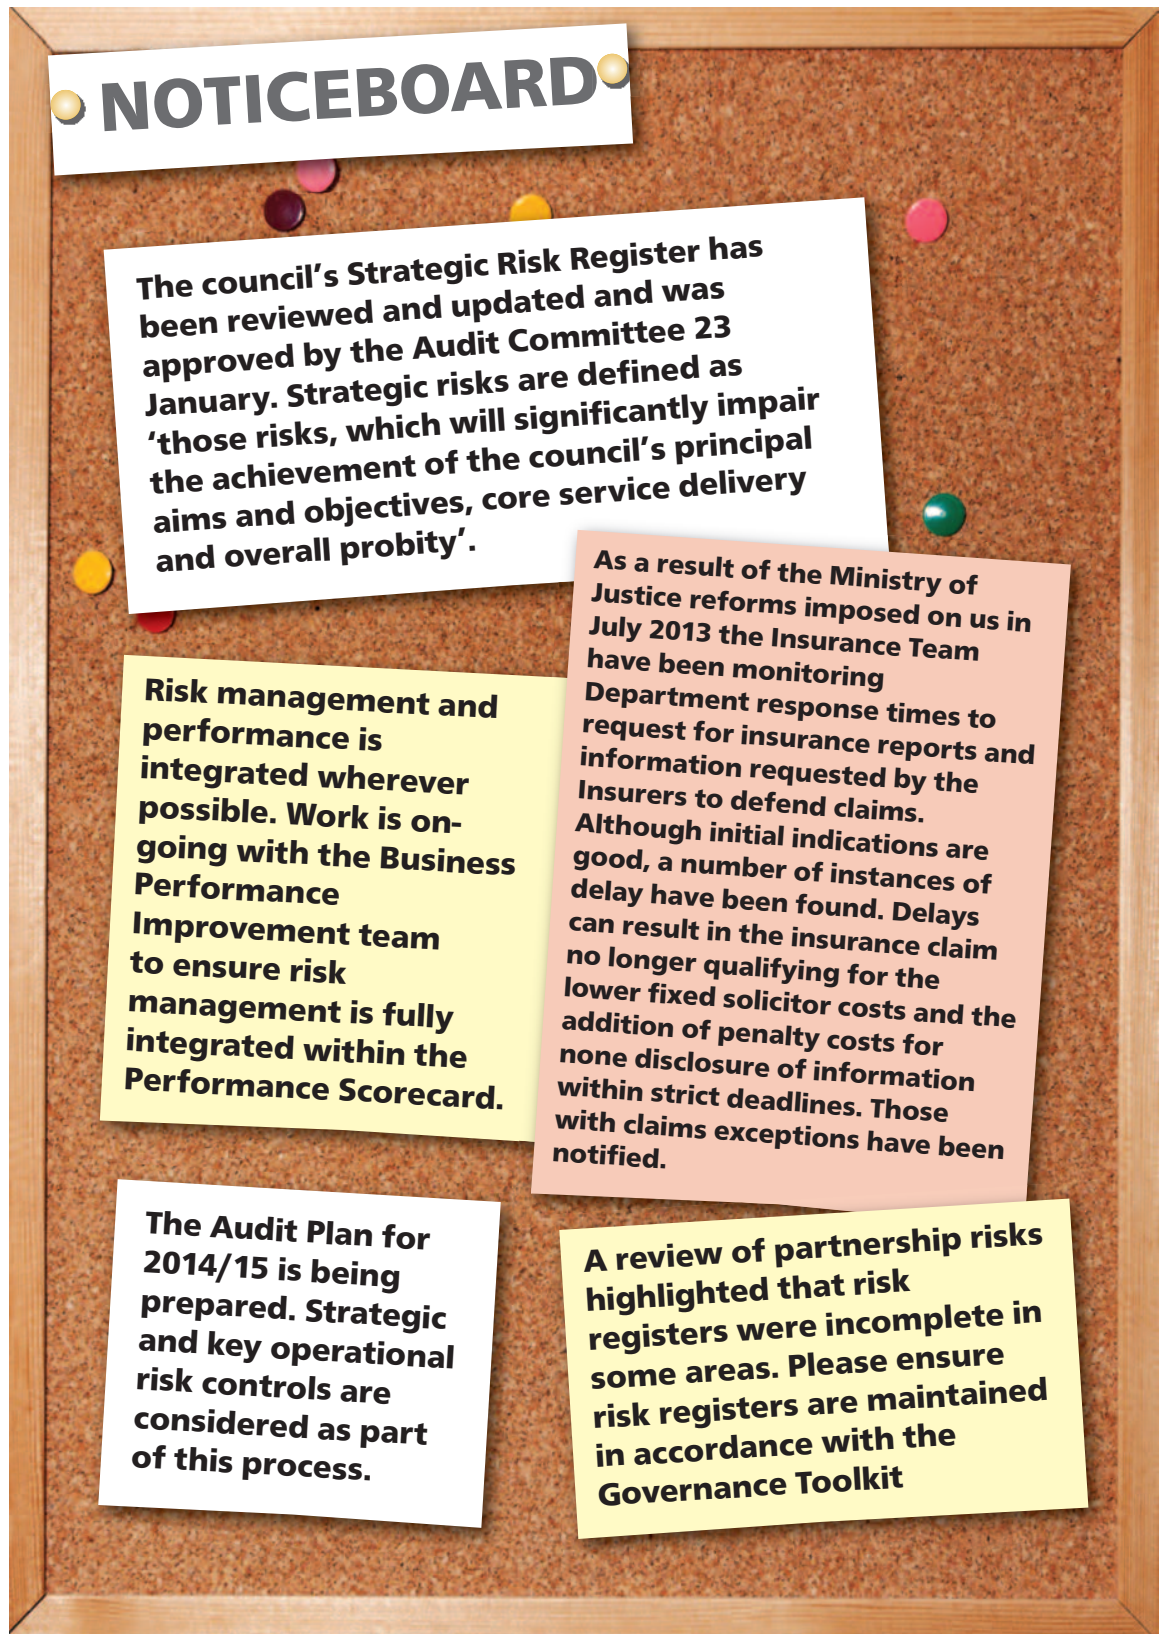 NOTICEBOARD
The council’s Strategic Risk Register has
been reviewed and updated and was
approved by the Audit Committee 23
January. Strategic risks are defined as
‘those risks, which will significantly impair
the achievement of the council’s principal
aims and objectives, core service delivery
and overall probity’.
As a result of the Ministry of
Justice reforms imposed on us in
July 2013 the Insurance Team
have been monitoring
Department response times to
request for insurance reports and
information requested by the
Insurers to defend claims.
Although initial indications are
good, a number of instances of
delay have been found. Delays
can result in the insurance claim
no longer qualifying for the
lower fixed solicitor costs and the
addition of penalty costs for
none disclosure of information
within strict deadlines. Those
with claims exceptions have been
notified.
Risk management and
performance is
integrated wherever
possible. Work is on-
going with the Business
Performance
Improvement team
to ensure risk
management is fully
integrated within the
Performance Scorecard.
The Audit Plan for
2014/15 is being
prepared. Strategic
and key operational
risk controls are
considered as part
of this process.
A review of partnership risks
highlighted that risk
registers were incomplete in
some areas. Please ensure
risk registers are maintained
in accordance with the
Governance Toolkit